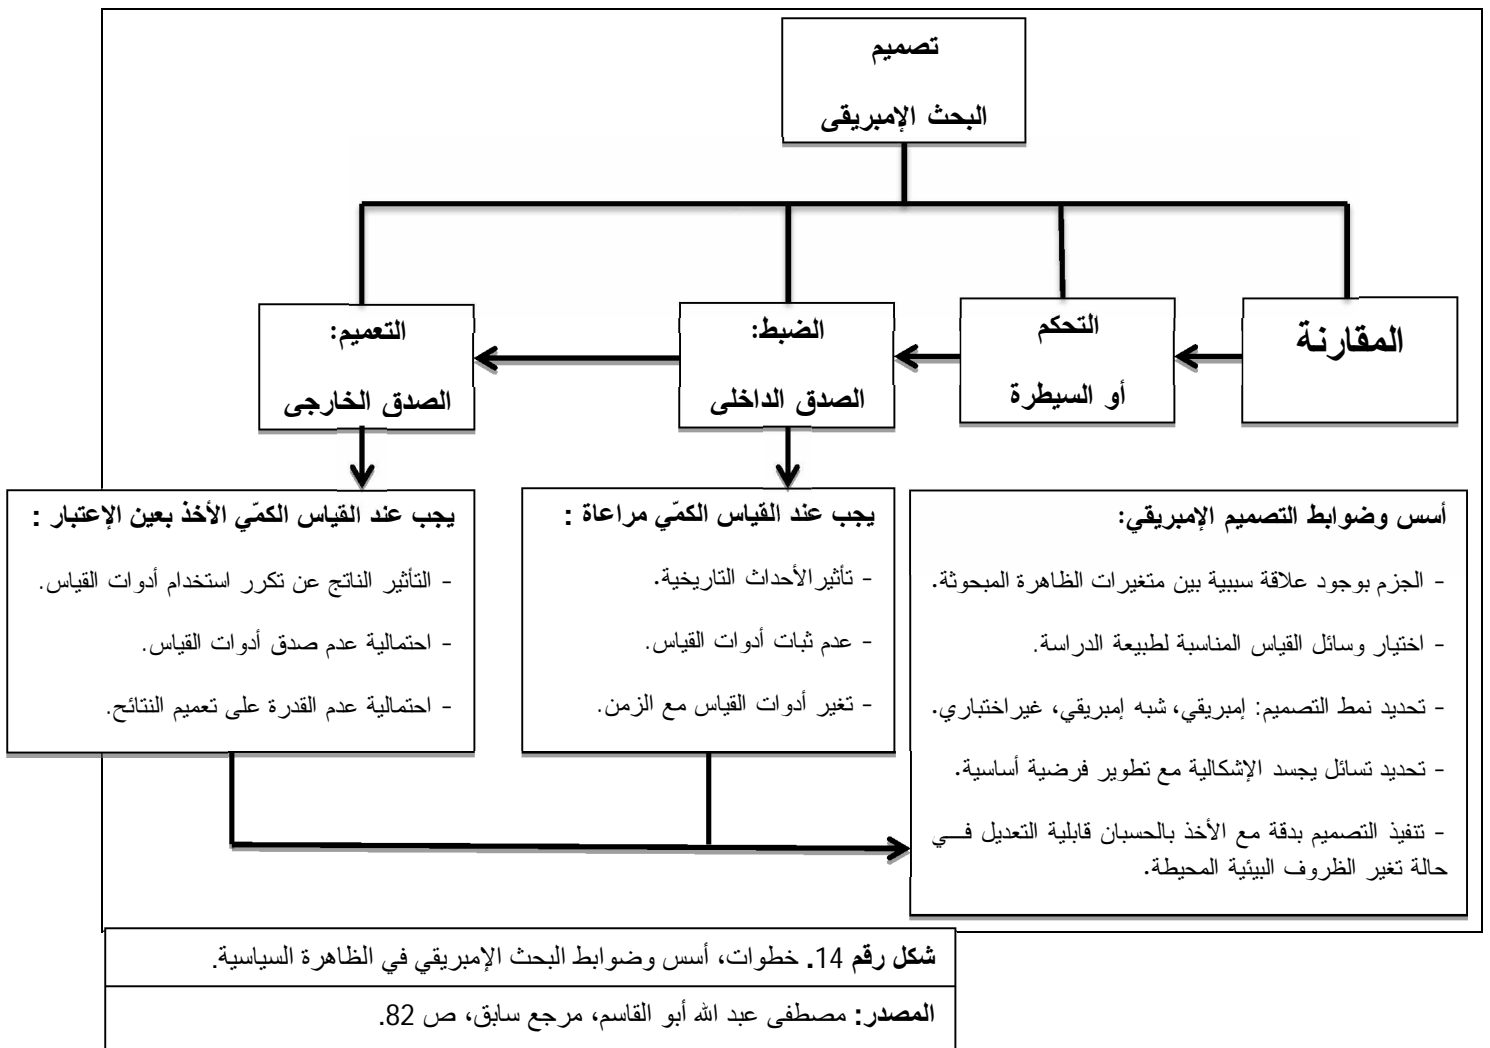 تصميم
البحث الإمبريقى
المقارنة
التحكم
أو السيطرة
الضبط:
الصدق الداخلى
التعميم:
الصدق الخارجى
أسس وضوابط التصميم الإمبريقي:
- الجزم بوجود علاقة سببية بين متغيرات الظاهرة المبحوثة.
- اختيار وسائل القياس المناسبة لطبيعة الدراسة.
- تحديد نمط التصميم: إمبريقي، شبه إمبريقي، غيراختباري.
- تحديد تسائل يجسد الإشكالية مع تطوير فرضية أساسية.
- تنفيذ التصميم بدقة مع الأخذ بالحسبان قابلية التعديل فـــي
حالة تغير الظروف البيئية المحيطة.
يجب عند القياس الكمّي مراعاة :
- تأثيرالأحداث التاريخية.
- عدم ثبات أدوات القياس.
- تغير أدوات القياس مع الزمن.
يجب عند القياس الكمّي الأخذ بعين الإعتبار :
- التأثير الناتج عن تكرر استخدام أدوات القياس.
- احتمالية عدم صدق أدوات القياس.
- احتمالية عدم القدرة على تعميم النتائح.
شكل رقم 14. خطوات، أسس وضوابط البحث الإمبريقي في الظاهرة السياسية.
المصدر: مصطفى عبد الله أبو القاسم، مرجع سابق، ص 82.